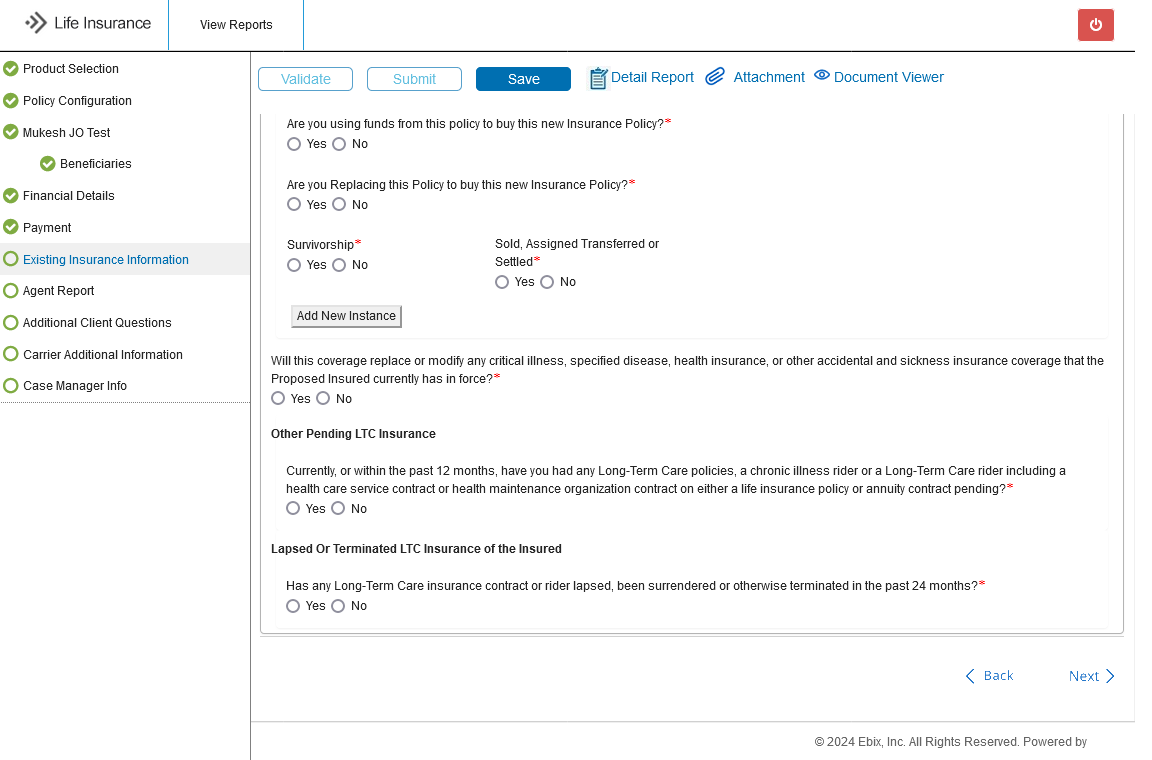 Life Insurance
View Reports
Product Selection
Policy Configuration
Mukesh JO Test
Beneficiaries
Financial Details
Payment
Existing Insurance Information
Agent Report
Additional Client Questions
Carrier Additional Information
Case Manager Info
Validate Submit Save Detail Report Attachment Document Viewer
Are you using funds from this policy to buy this new Insurance Policy?*
Yes No
Are you Replacing this Policy to buy this new Insurance Policy?*
Yes No
Survivorship*
Yes No
Sold, Assigned Transferred or
Settled*
Yes No
Add New Instance
Will this coverage replace or modify any critical illness, specified disease, health insurance, or other accidental and sickness insurance coverage that the
Proposed Insured currently has in force?*
Yes No
Other Pending LTC Insurance
Currently, or within the past 12 months, have you had any Long-Term Care policies, a chronic illness rider or a Long-Term Care rider including a
health care service contract or health maintenance organization contract on either a life insurance policy or annuity contract pending?*
Yes No
Lapsed Or Terminated LTC Insurance of the Insured
Has any Long-Term Care insurance contract or rider lapsed, been surrendered or otherwise terminated in the past 24 months?*
Yes No
Back Next
© 2024 Ebix, Inc. All Rights Reserved. Powered by